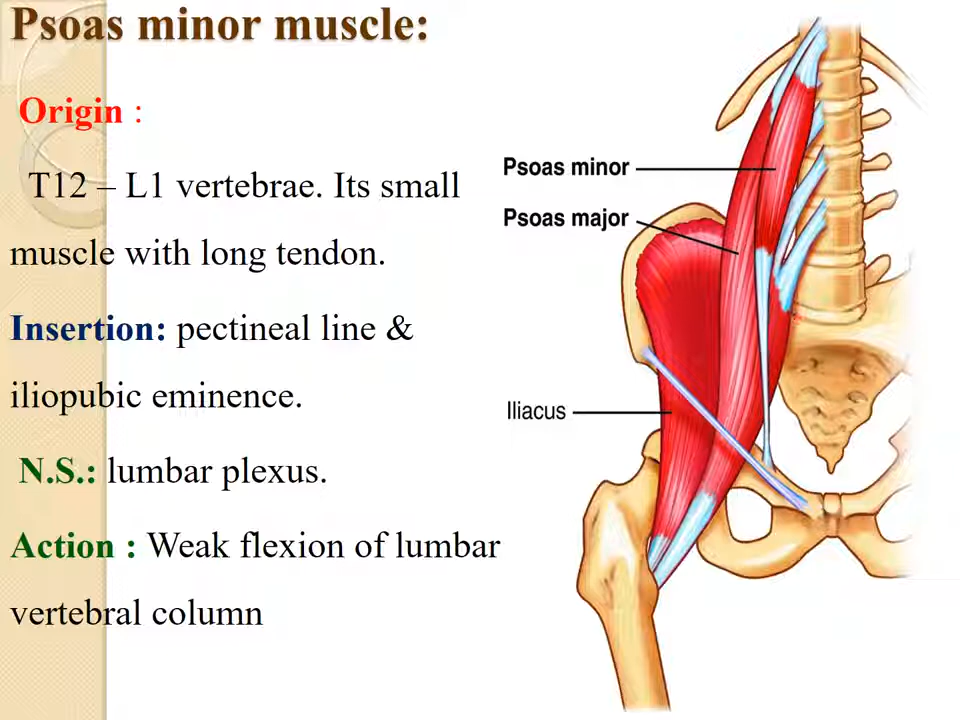 Psoas minor muscle:
Origin :
T12 – L1 vertebrae. Its small
muscle with long tendon.
Insertion: pectineal line &
iliopubic eminence.
N.S.: lumbar plexus.
Action : Weak flexion of lumbar
vertebral column
Psoas minor
Psoas major
Iliacus